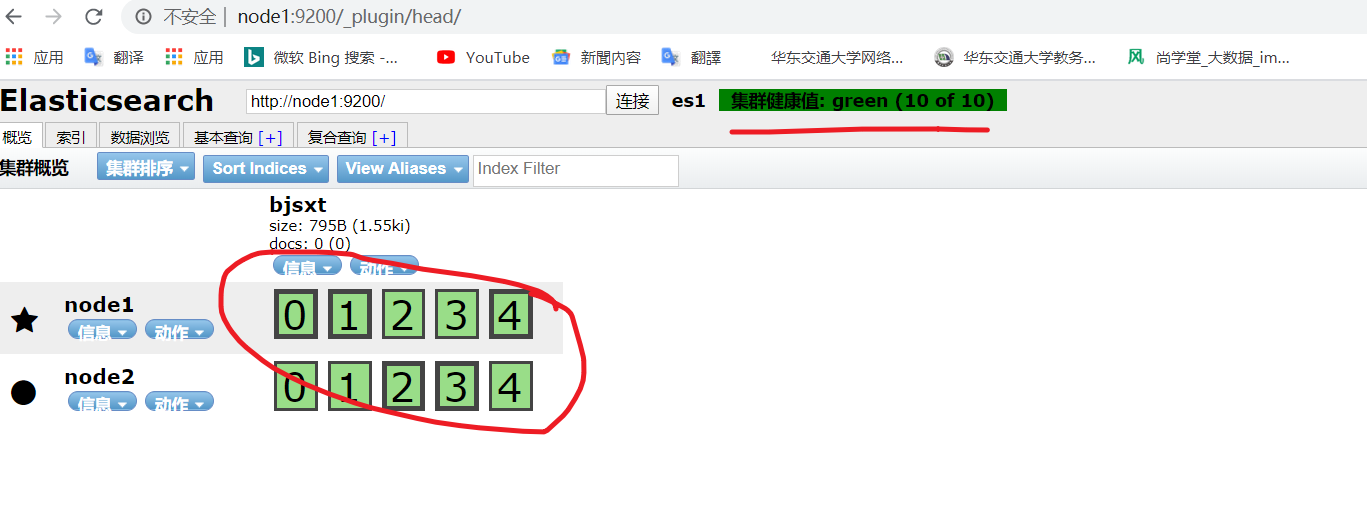 不安全 | node1:9200/_plugin/head/
应用 翻译 应用 微软 Bing 搜索 -... YouTube 新聞内容 翻譯 华东交通大学网络... 华东交通大学教务... 风 尚学堂_大数据_im...
Elasticsearch http://node1:9200/ 连接 es1 集群健康值: green (10 of 10)
概览 索引 数据浏览 基本查询 [+] 复合查询 [+]
集群概览 集群排序 Sort Indices View Aliases Index Filter
bjsxt
size: 795B (1.55ki)
docs: 0 (0)
信息 动作
node1 0 1 2 3 4
信息 动作
node2 0 1 2 3 4
信息 动作